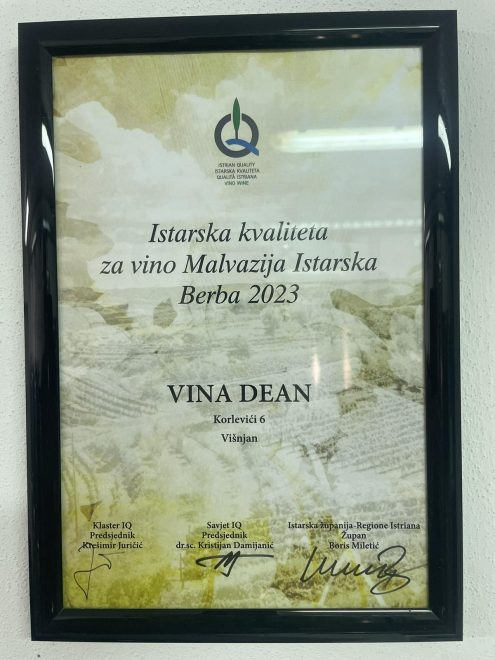 ISTRIAN QUALITY
ISTARSKA KVALITETA
QUALITÀ ISTRIANA
VINO WINE
Istarska kvaliteta
za vino Malvazija Istarska
Berba 2023
VINA DEAN
Korlevići 6
Višnjan
Klaster IQ
Predsjednik
Krešimir Juričić
Savjet IQ
Predsjednik
dr.sc. Kristijan Damijanić
Istarska županija-Regione Istriana
Župan
Boris Miletić